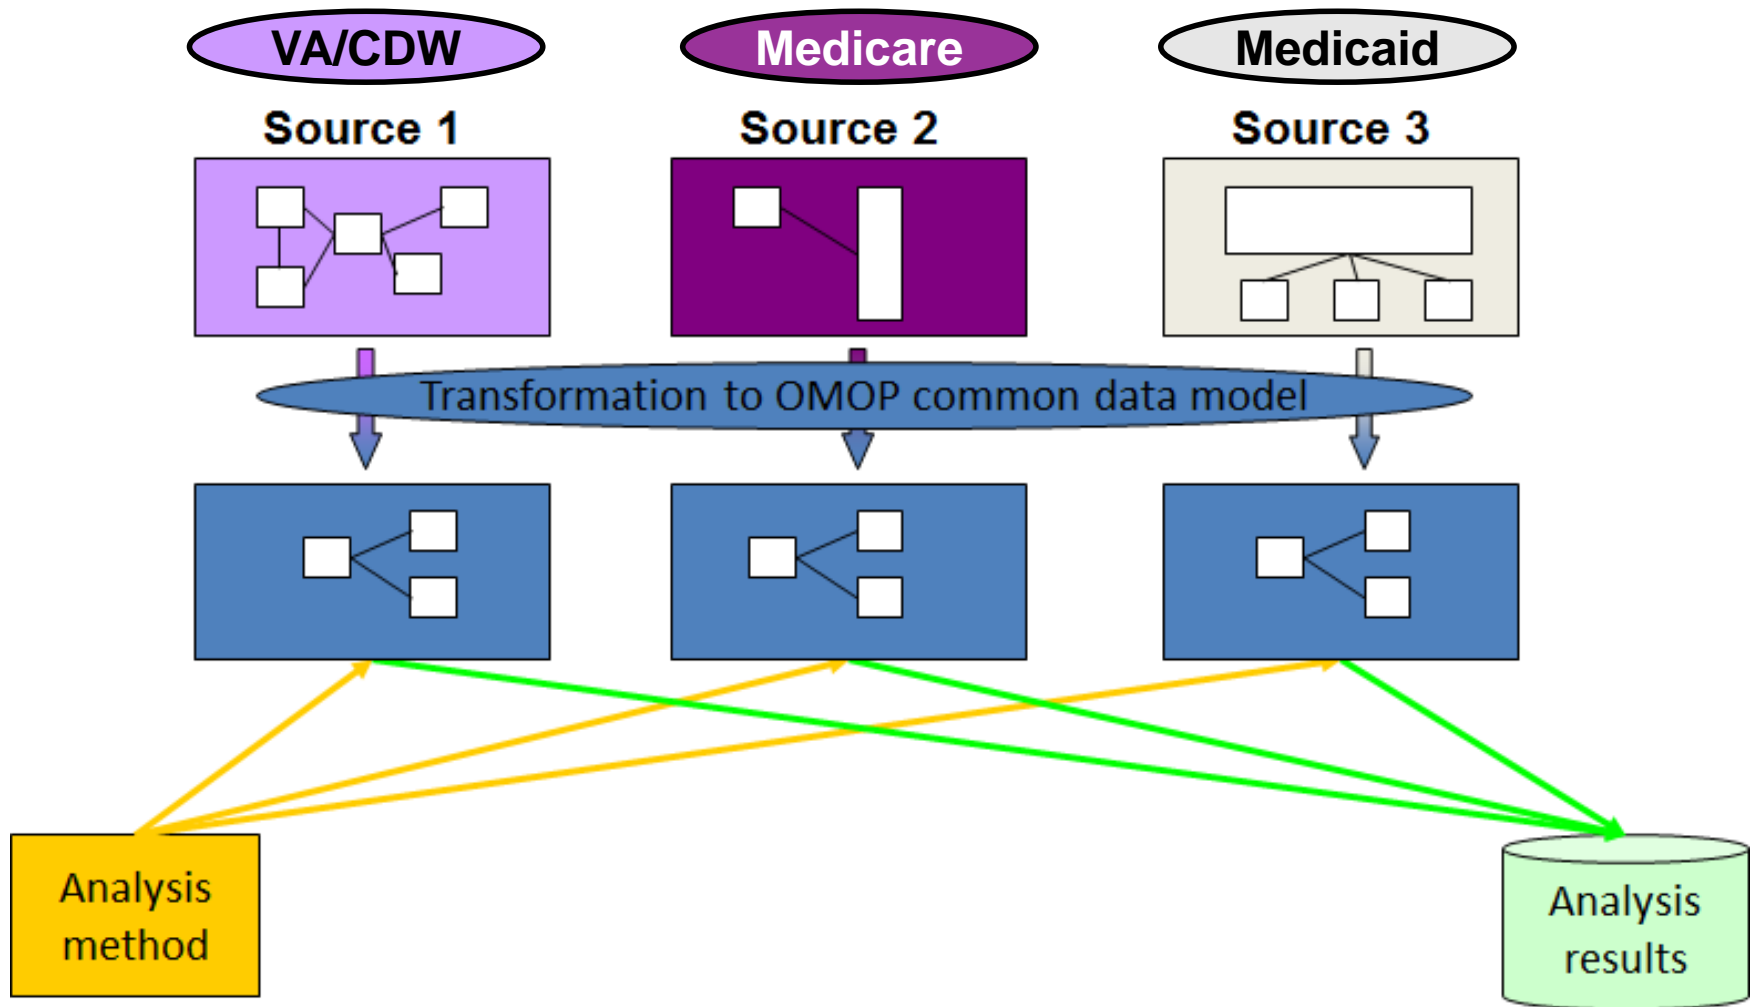 VA/CDW
Medicare
Medicaid
Source 1
Source 2
Source 3
Transformation to OMOP common data model
Analysis
method
Analysis
results